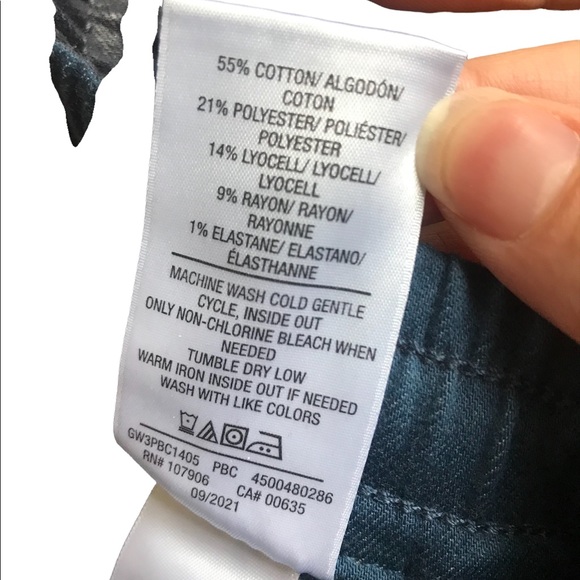 55% COTTON/ ALGODÓN/
COTON
21% POLYESTER/ POLIÉSTER/
POLYESTER
14% LYOCELL/ LYOCELL/
LYOCELL
9% RAYON/ RAYON/
RAYONNE
1% ELASTANE/ ELASTANO/
ÉLASTHANNE
MACHINE WASH COLD GENTLE
CYCLE, INSIDE OUT
ONLY NON-CHLORINE BLEACH WHEN
NEEDED
TUMBLE DRY LOW
WARM IRON INSIDE OUT IF NEEDED
WASH WITH LIKE COLORS
GW3PBC1405 PBC 4500480286
RN# 107906 CA# 00635
09/2021